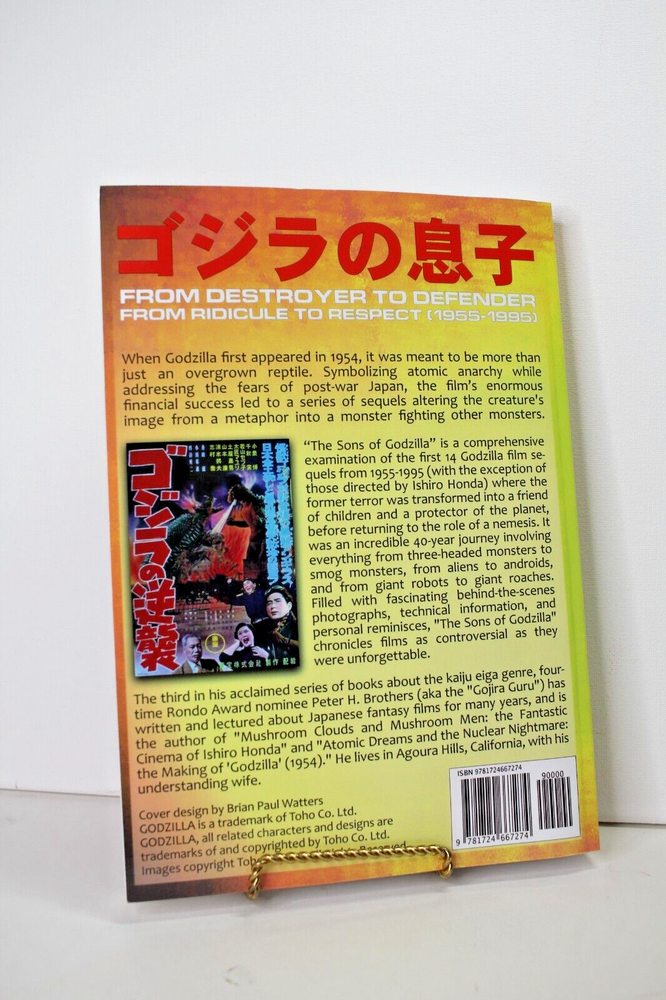 ゴジラの息子
FROM DESTROYER TO DEFENDER
FROM RIDICULE TO RESPECT (1955-1995)
When Godzilla first appeared in 1954, it was meant to be more than
just an overgrown reptile. Symbolizing atomic anarchy while
addressing the fears of post-war Japan, the film's enormous
financial success led to a series of sequels altering the creature's
image from a metaphor into a monster fighting other monsters.
ゴジラの逆襲
"The Sons of Godzilla" is a comprehensive
examination of the first 14 Godzilla film se-
quels from 1955-1995 (with the exception of
those directed by Ishiro Honda) where the
former terror was transformed into a friend
of children and a protector of the planet,
before returning to the role of a nemesis. It
was an incredible 40-year journey involving
everything from three-headed monsters to
smog monsters, from aliens to androids,
and from giant robots to giant roaches.
Filled with fascinating behind-the-scenes
photographs, technical information, and
personal reminisces, "The Sons of Godzilla"
chronicles films as controversial as they
were unforgettable.
The third in his acclaimed series of books about the kaiju eiga genre, four-
time Rondo Award nominee Peter H. Brothers (aka the "Gojira Guru") has
written and lectured about Japanese fantasy films for many years, and is
the author of "Mushroom Clouds and Mushroom Men: the Fantastic
Cinema of Ishiro Honda" and "Atomic Dreams and the Nuclear Nightmare:
the Making of 'Godzilla' (1954)." He lives in Agoura Hills, California, with his
understanding wife.
Cover design by Brian Paul Watters
GODZILLA is a trademark of Toho Co. Ltd.
GODZILLA, all related characters and designs are
trademarks of and copyrighted by Toho Co. Ltd.
Images copyright Reserved
ISBN 9781724667274
90000
9 781724 667274